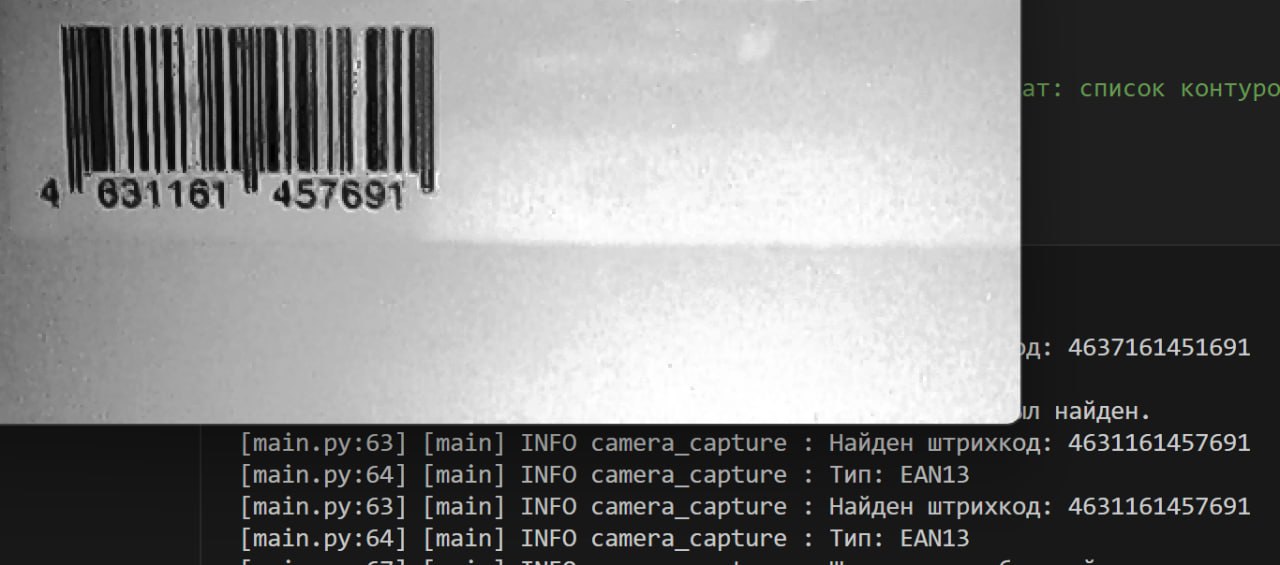 4 631161 457691
ат: список контуро
од: 4637161451691
ыл найден.
[main.py:63] [main] INFO camera_capture : Найден штрихкод: 4631161457691
[main.py:64] [main] INFO camera_capture : Тип: EAN13
[main.py:63] [main] INFO camera_capture : Найден штрихкод: 4631161457691
[main.py:64] [main] INFO camera_capture : Тип: EAN13